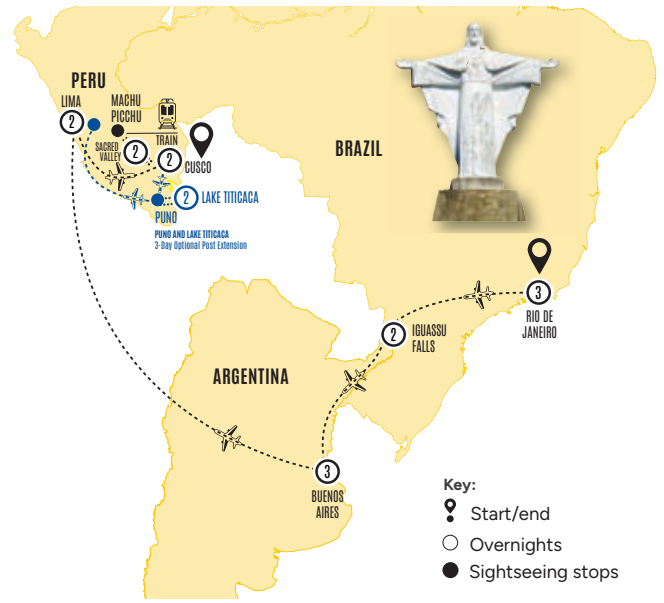 PERU
LIMA
2
MACHU
PICCHU
TRAIN
SACRED
VALLEY
2
2
CUSCO
2
LAKE TITICACA
PUNO
PUNO AND LAKE TITICACA
3-Day Optional Post Extension
BRAZIL
3
RIO DE
JANEIRO
2
IGUASSU
FALLS
ARGENTINA
3
BUENOS
AIRES
Key:
Start/end
Overnights
Sightseeing stops